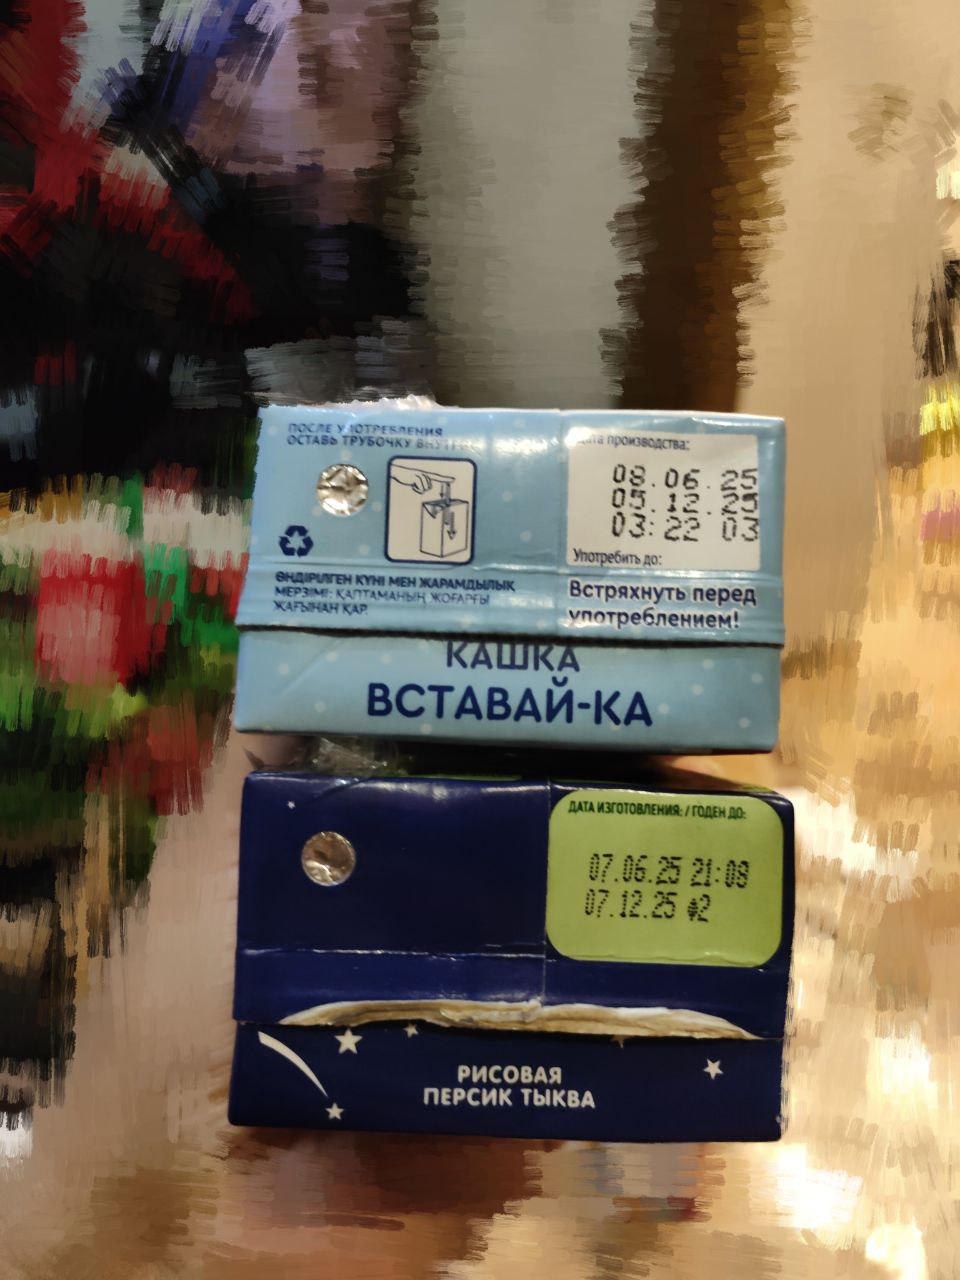 ПОСЛЕ УПОТРЕБЛЕНИЯ
ОСТАВЬ ТРУБОЧКУ ВНУТРИ
Дата производства:
08.06.25
05.12.25
03:22 03
Употребить до:
ӨНДІРІЛГЕН КҮНІ МЕН ЖАРАМДЫЛЫҚ
МЕРЗІМІ: ҚАПТАМАНЫҢ ЖОҒАРҒЫ
ЖАҒЫНАН ҚАР.
Встряхнуть перед
употреблением!
КАШКА
ВСТАВАЙ-КА
ДАТА ИЗГОТОВЛЕНИЯ: / ГОДЕН ДО:
07.06.25 21:08
07.12.25 #2
РИСОВАЯ
ПЕРСИК ТЫКВА